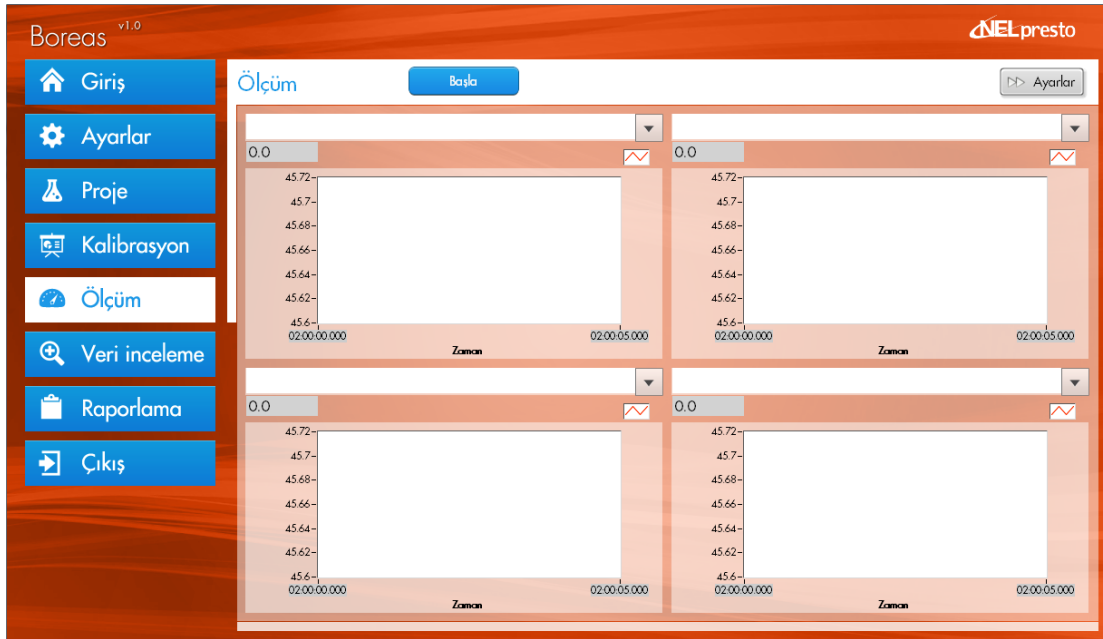 Boreas v1.0
NELpresto
Giriş
Ayarlar
Proje
Kalibrasyon
Ölçüm
Veri inceleme
Raporlama
Çıkış
Ölçüm
Başla
Ayarlar
0.0
45.72
45.7
45.68
45.66
45.64
45.62
45.6
02:00:00.000 02:00:05.000
Zaman
0.0
45.72
45.7
45.68
45.66
45.64
45.62
45.6
02:00:00.000 02:00:05.000
Zaman
0.0
45.72
45.7
45.68
45.66
45.64
45.62
45.6
02:00:00.000 02:00:05.000
Zaman
0.0
45.72
45.7
45.68
45.66
45.64
45.62
45.6
02:00:00.000 02:00:05.000
Zaman